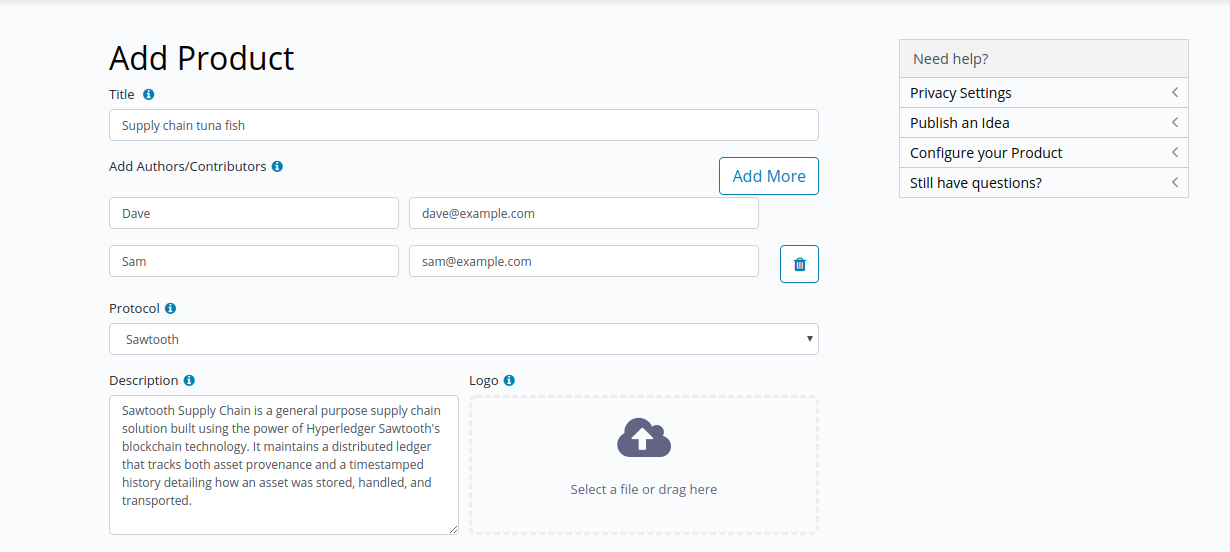 Add Product
Title
Supply chain tuna fish
Add Authors/Contributors
Add More
Dave
dave@example.com
Sam
sam@example.com
Protocol
Sawtooth
Description
Sawtooth Supply Chain is a general purpose supply chain
solution built using the power of Hyperledger Sawtooth's
blockchain technology. It maintains a distributed ledger
that tracks both asset provenance and a timestamped
history detailing how an asset was stored, handled, and
transported.
Logo
Select a file or drag here
Need help?
Privacy Settings
Publish an Idea
Configure your Product
Still have questions?